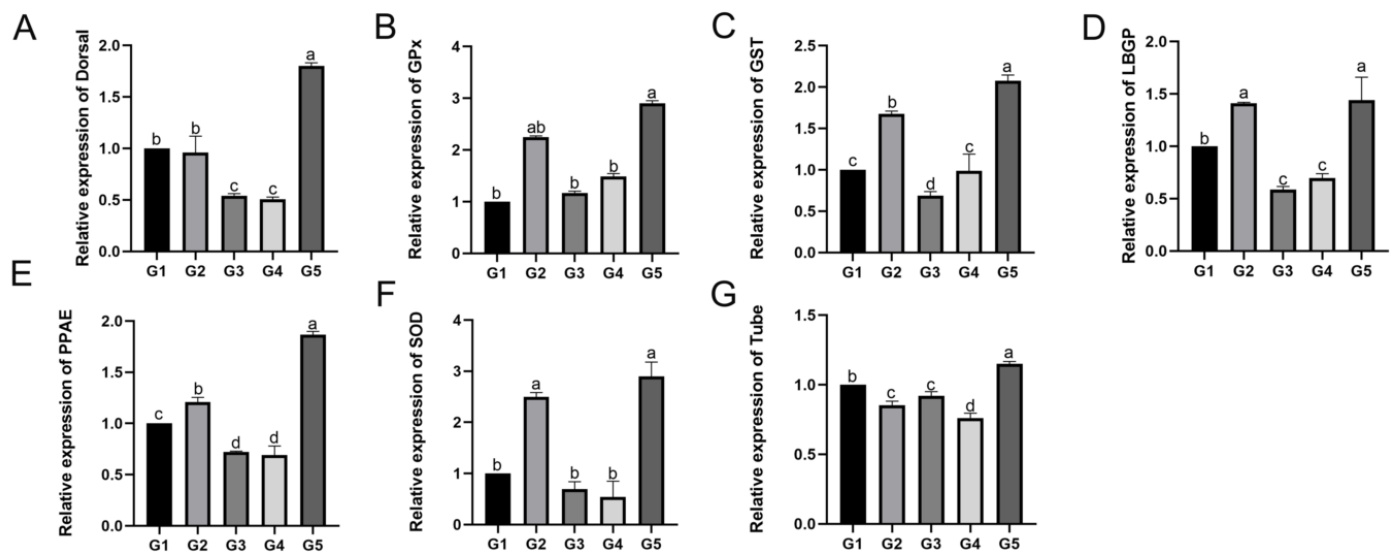 A
Relative expression of Dorsal
2.0
1.5
1.0
0.5
0.0
b
b
c
c
a
G1 G2 G3 G4 G5
B
Relative expression of GPx
4
3
2
1
0
b
ab
b
b
a
G1 G2 G3 G4 G5
C
Relative expression of GST
2.5
2.0
1.5
1.0
0.5
0.0
c
b
d
c
a
G1 G2 G3 G4 G5
D
Relative expression of LBGP
2.0
1.5
1.0
0.5
0.0
b
a
c
c
a
G1 G2 G3 G4 G5
E
Relative expression of PPAE
2.0
1.5
1.0
0.5
0.0
c
b
d
d
a
G1 G2 G3 G4 G5
F
Relative expression of SOD
4
3
2
1
0
b
a
b
b
a
G1 G2 G3 G4 G5
G
Relative expression of Tube
1.5
1.0
0.5
0.0
b
c
c
d
a
G1 G2 G3 G4 G5